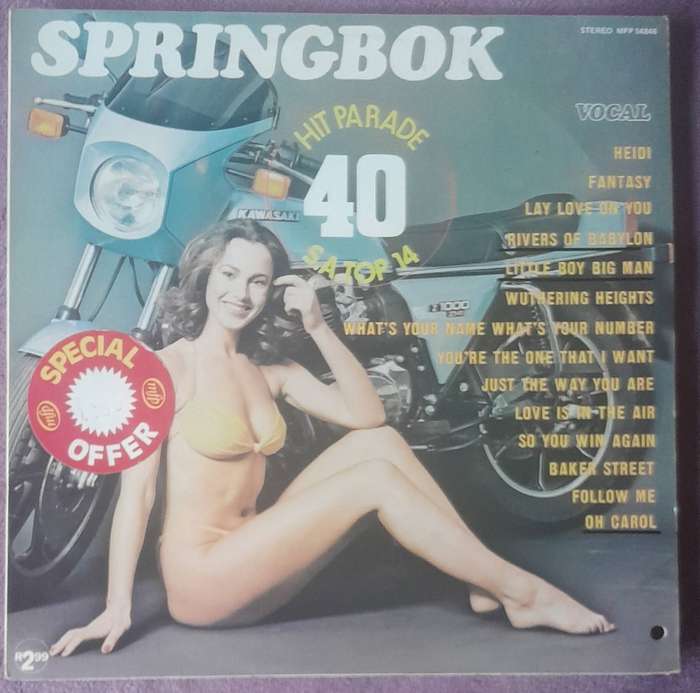 STEREO MFP 54846
SPRINGBOK
HIT PARADE
40
S A TOP 14
VOCAL
HEIDI
FANTASY
LAY LOVE ON YOU
RIVERS OF BABYLON
LITTLE BOY BIG MAN
WUTHERING HEIGHTS
WHAT'S YOUR NAME WHAT'S YOUR NUMBER
YOU'RE THE ONE THAT I WANT
JUST THE WAY YOU ARE
LOVE IS IN THE AIR
SO YOU WIN AGAIN
BAKER STREET
FOLLOW ME
OH CAROL
KAWASAKI
Z1000
SPECIAL
mfp
mfp
OFFER
R2.99